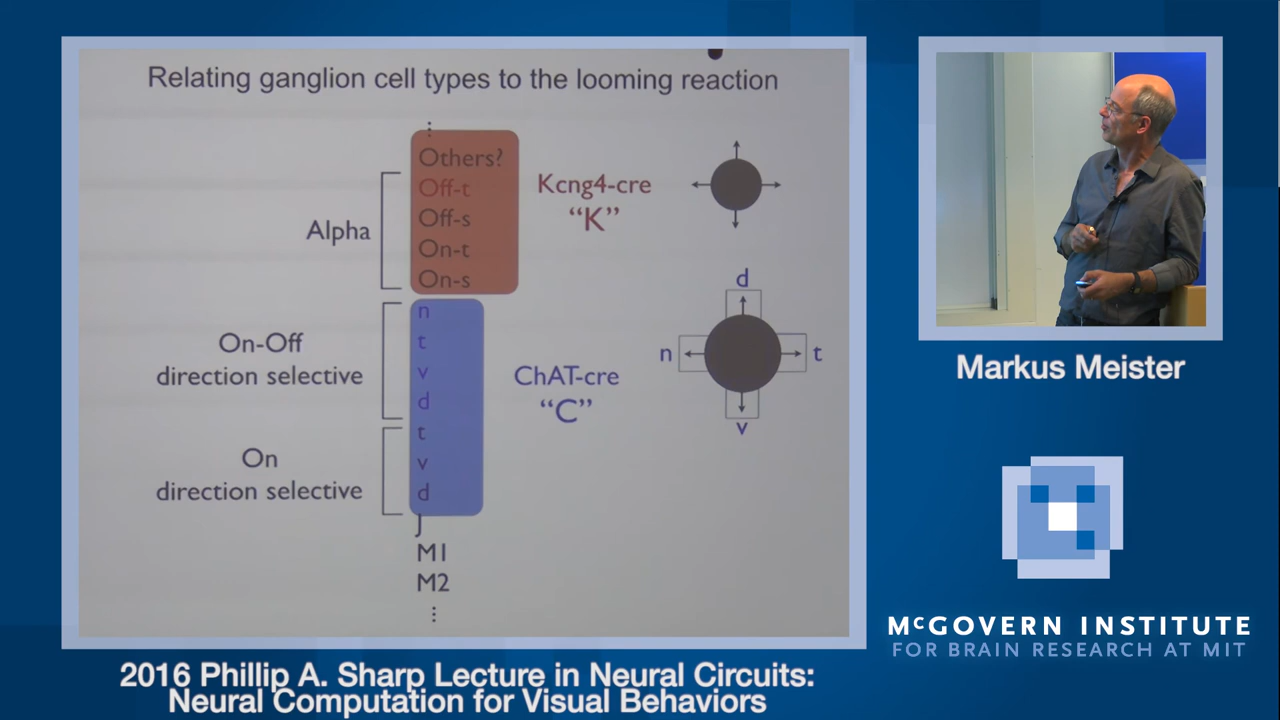 Relating ganglion cell types to the looming reaction
Others?
Off-t
Off-s
On-t
On-s
Alpha
Kcng4-cre
“K”
n
t
v
d
On-Off
direction selective
t
v
d
On
direction selective
ChAT-cre
“C”
J
M1
M2
d
n
t
v
Markus Meister
McGOVERN INSTITUTE
FOR BRAIN RESEARCH AT MIT
2016 Phillip A. Sharp Lecture in Neural Circuits:
Neural Computation for Visual Behaviors